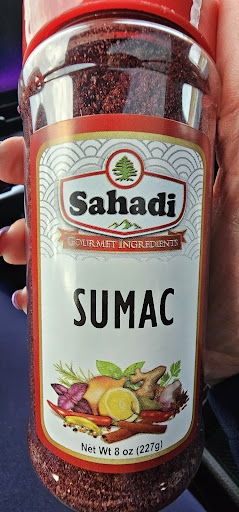 Sahadi
GOURMET INGREDIENTS
SUMAC
Net Wt 8 oz (227g)